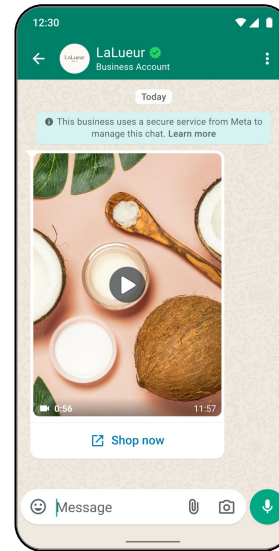 12:30
LaLueur
LaLueur
Business Account
Today
This business uses a secure service from Meta to
manage this chat. Learn more
0:56
11:57
Shop now
Message